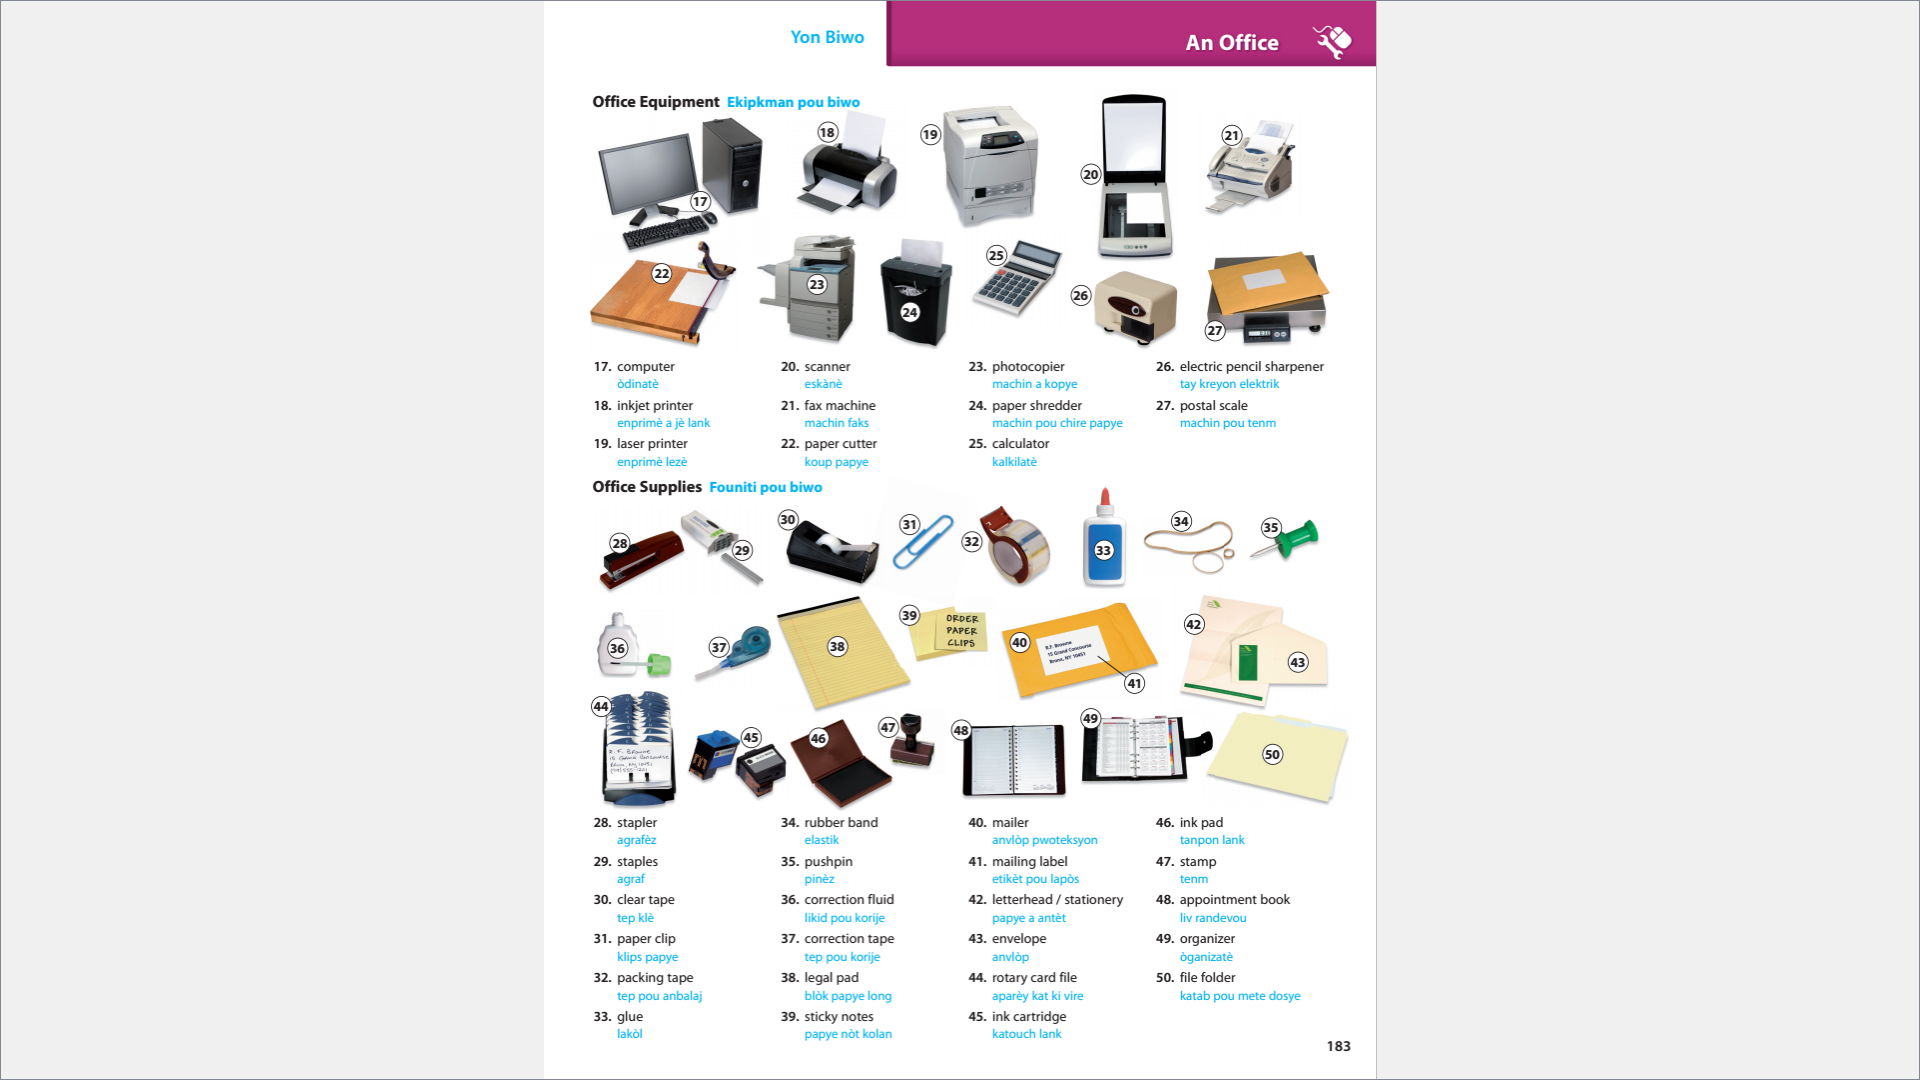 Yon Biwo
An Office
Office Equipment Ekipkman pou biwo
18
19
21
20
17
22
23
24
25
26
27
17. computer
òdinatè
18. inkjet printer
enprimè a jè lank
19. laser printer
enprimè lezè
20. scanner
eskànè
21. fax machine
machin faks
22. paper cutter
koup papye
23. photocopier
machin a kopye
24. paper shredder
machin pou chire papye
25. calculator
kalkilatè
26. electric pencil sharpener
tay kreyon elektrik
27. postal scale
machin pou tenm
Office Supplies Founiti pou biwo
28
29
30
31
32
33
34
35
36
37
38
39
ORDER
PAPER
CLIPS
40
R.F. Browne
15 Grand Concourse
Bronx, NY 10451
41
42
43
44
45
46
47
48
49
50
28. stapler
agrafèz
29. staples
agraf
30. clear tape
tep klè
31. paper clip
klips papye
32. packing tape
tep pou anbalaj
33. glue
lakòl
34. rubber band
elastik
35. pushpin
pinèz
36. correction fluid
likid pou korije
37. correction tape
tep pou korije
38. legal pad
blòk papye long
39. sticky notes
papye nòt kolan
40. mailer
anvlòp pwoteksyon
41. mailing label
etikèt pou lapòs
42. letterhead / stationery
papye a antèt
43. envelope
anvlòp
44. rotary card file
aparèy kat ki vire
45. ink cartridge
katouch lank
46. ink pad
tanpon lank
47. stamp
tenm
48. appointment book
liv randevou
49. organizer
òganizatè
50. file folder
katab pou mete dosye
183